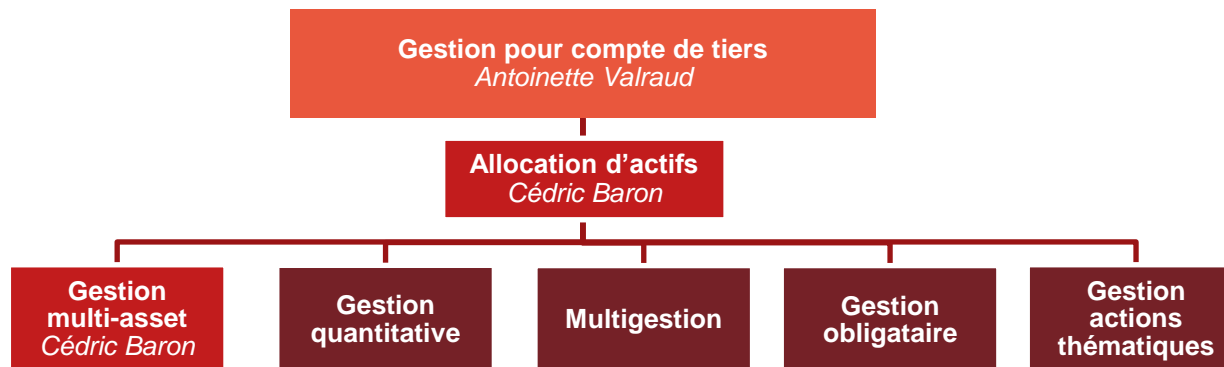 Gestion pour compte de tiers
Antoinette Valraud
Allocation d’actifs
Cédric Baron
Gestion
multi-asset
Cédric Baron
Gestion
quantitative
Multigestion
Gestion
obligataire
Gestion
actions
thématiques